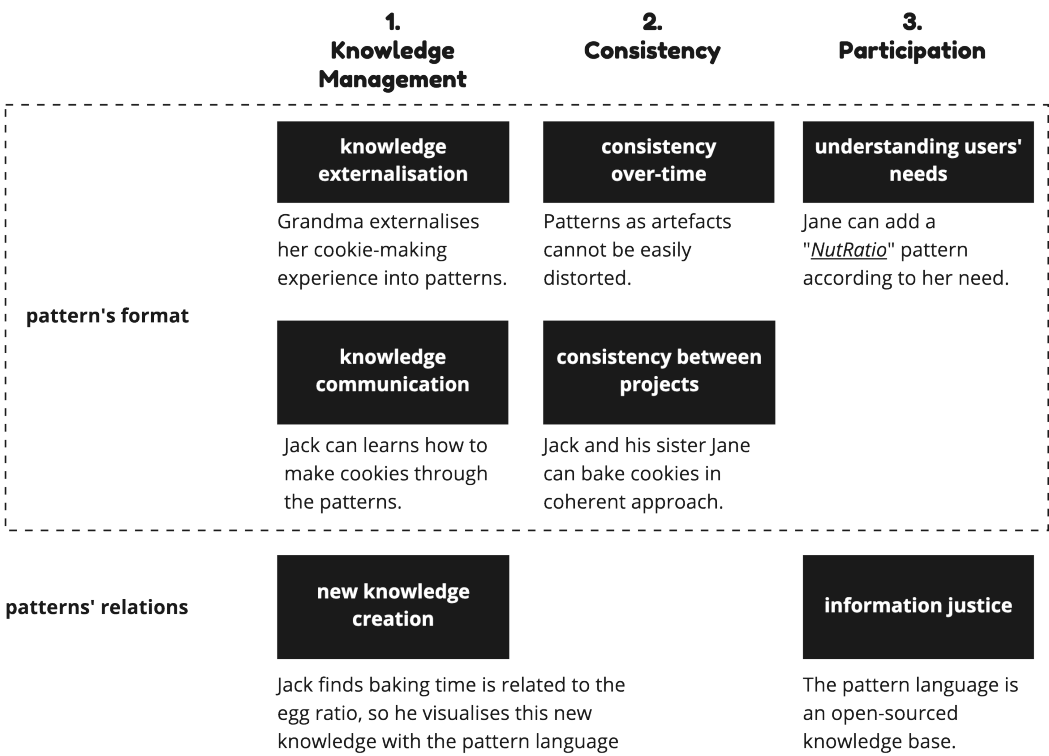 1.
Knowledge
Management
2.
Consistency
3.
Participation
pattern's format
knowledge
externalisation
Grandma externalises
her cookie-making
experience into patterns.
consistency
over-time
Patterns as artefacts
cannot be easily
distorted.
understanding users'
needs
Jane can add a
"NutRatio" pattern
according to her need.
knowledge
communication
Jack can learns how to
make cookies through
the patterns.
consistency between
projects
Jack and his sister Jane
can bake cookies in
coherent approach.
patterns' relations
new knowledge
creation
Jack finds baking time is related to the
egg ratio, so he visualises this new
knowledge with the pattern language
information justice
The pattern language is
an open-sourced
knowledge base.